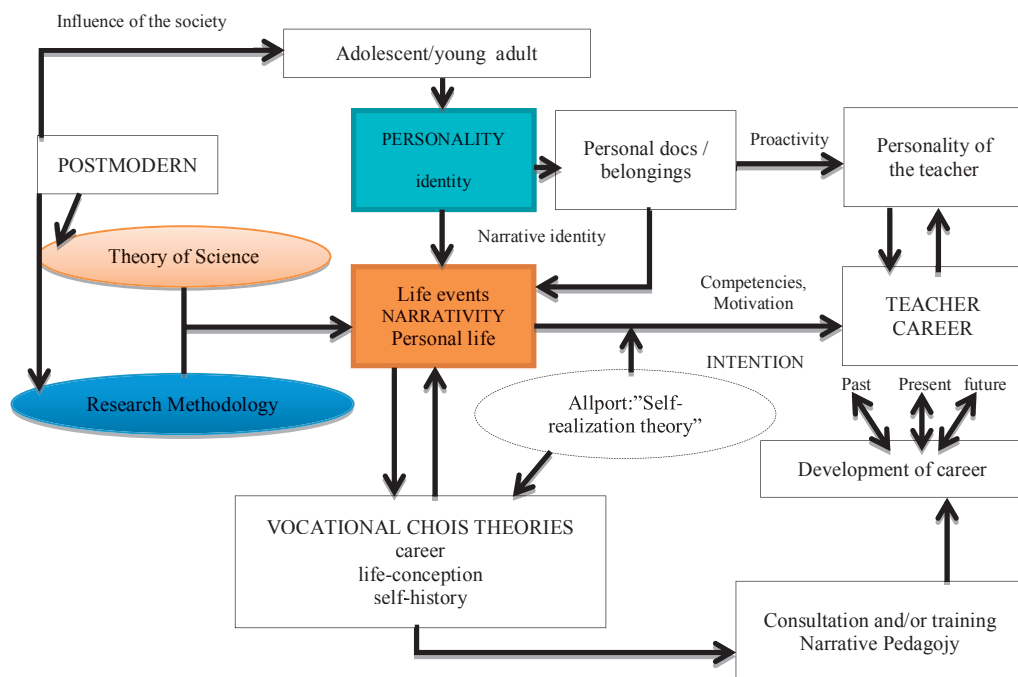 Influence of the society
Adolescent/young adult
POSTMODERN
PERSONALITY
identity
Personal docs /
belongings
Proactivity
Personality of
the teacher
Narrative identity
Theory of Science
Life events
NARRATIVITY
Personal life
Competencies,
Motivation
TEACHER
CAREER
INTENTION
Research Methodology
Allport:”Self-
realization theory”
Past
Present
future
Development of career
VOCATIONAL CHOIS THEORIES
career
life-conception
self-history
Consultation and/or training
Narrative Pedagojy